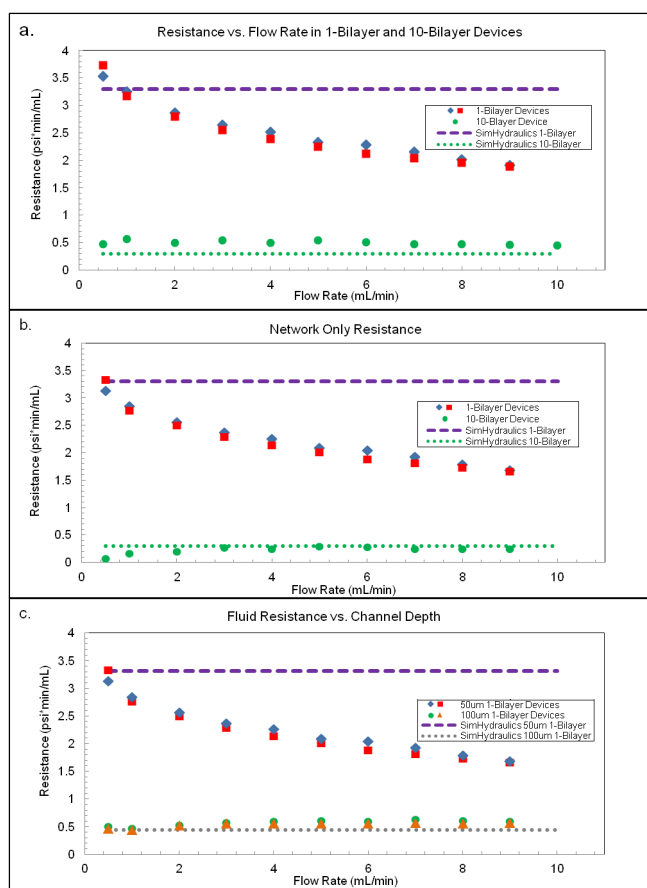 a.
Resistance vs. Flow Rate in 1-Bilayer and 10-Bilayer Devices
4
3.5
3
2.5
2
1.5
1
0.5
0
Resistance (psi*min/mL)
1-Bilayer Devices
10-Blayer Device
SimHydraulics 1-Bilayer
SimHydraulics 10-Bilayer
0 2 4 6 8 10
Flow Rate (mL/min)
b.
Network Only Resistance
4
3.5
3
2.5
2
1.5
1
0.5
0
Resistance (psi*min/mL)
1-Bilayer Devices
10-Bilayer Device
SimHydraulics 1-Bilayer
SimHydraulics 10-Bilayer
0 2 4 6 8 10
Flow Rate (mL/min)
c.
Fluid Resistance vs. Channel Depth
4
3.5
3
2.5
2
1.5
1
0.5
0
Resistance (psi*min/mL)
50um 1-Bilayer Devices
100um 1-Bilayer Devices
SimHydraulics 50um 1-Bilayer
SimHydraulics 100um 1-Bilayer
0 2 4 6 8 10
Flow Rate (mL/min)